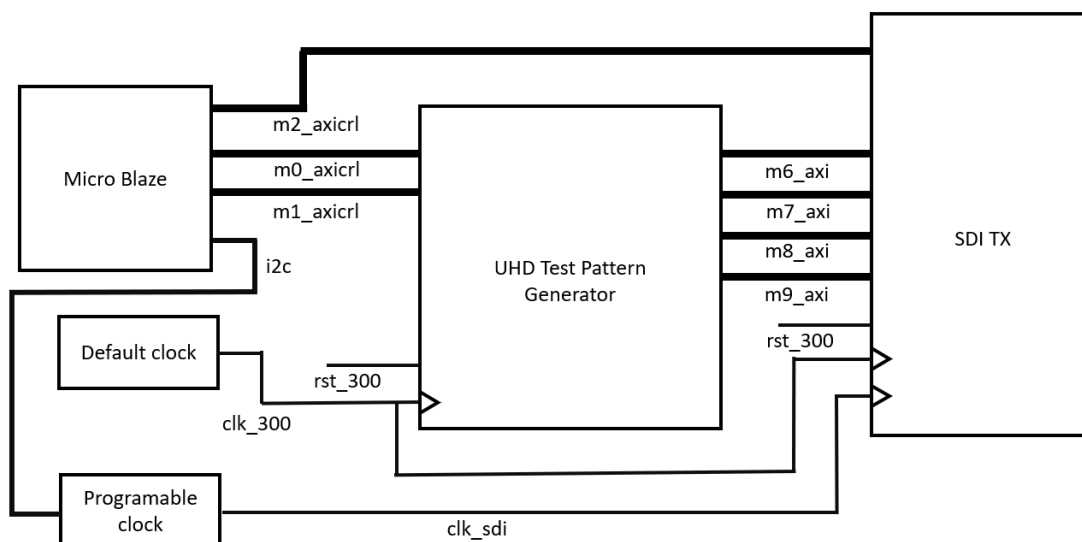 m2_axicrl
Micro Blaze
m0_axicrl
m1_axicrl
i2c
UHD Test Pattern
Generator
m6_axi
m7_axi
m8_axi
m9_axi
SDI TX
Default clock
rst_300
clk_300
rst_300
Programable
clock
clk_sdi